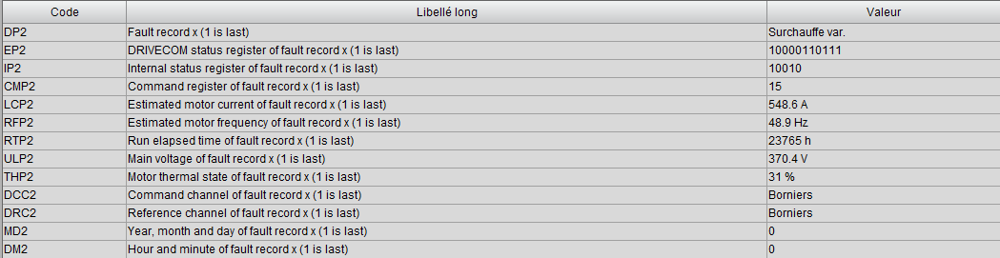 Code Libellé long Valeur
DP2 Fault record x (1 is last) Surchauffe var.
EP2 DRIVECOM status register of fault record x (1 is last) 10000110111
IP2 Internal status register of fault record x (1 is last) 10010
CMP2 Command register of fault record x (1 is last) 15
LCP2 Estimated motor current of fault record x (1 is last) 548.6 A
RFP2 Estimated motor frequency of fault record x (1 is last) 48.9 Hz
RTP2 Run elapsed time of fault record x (1 is last) 23765 h
ULP2 Main voltage of fault record x (1 is last) 370.4 V
THP2 Motor thermal state of fault record x (1 is last) 31 %
DCC2 Command channel of fault record x (1 is last) Borniers
DRC2 Reference channel of fault record x (1 is last) Borniers
MD2 Year, month and day of fault record x (1 is last) 0
DM2 Hour and minute of fault record x (1 is last) 0